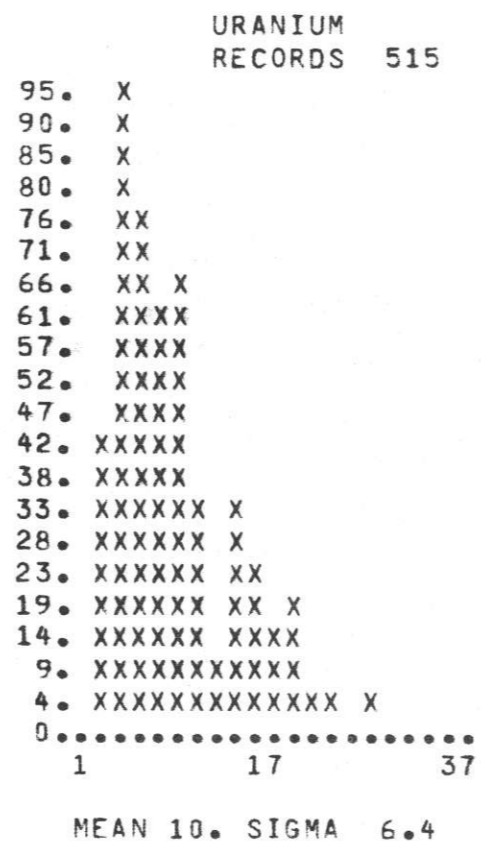 URANIUM
RECORDS 515
95. X
90. X
85. X
80. X
76. XX
71. XX
66. XX X
61. XXXX
57. XXXX
52. XXXX
47. XXXX
42. XXXXX
38. XXXXX
33. XXXXXX X
28. XXXXXX X
23. XXXXXX XX
19. XXXXXX XX X
14. XXXXXX XXXX
9. XXXXXXXXXXX
4. XXXXXXXXXXXXX X
0......................
1 17 37
MEAN 10. SIGMA 6.4